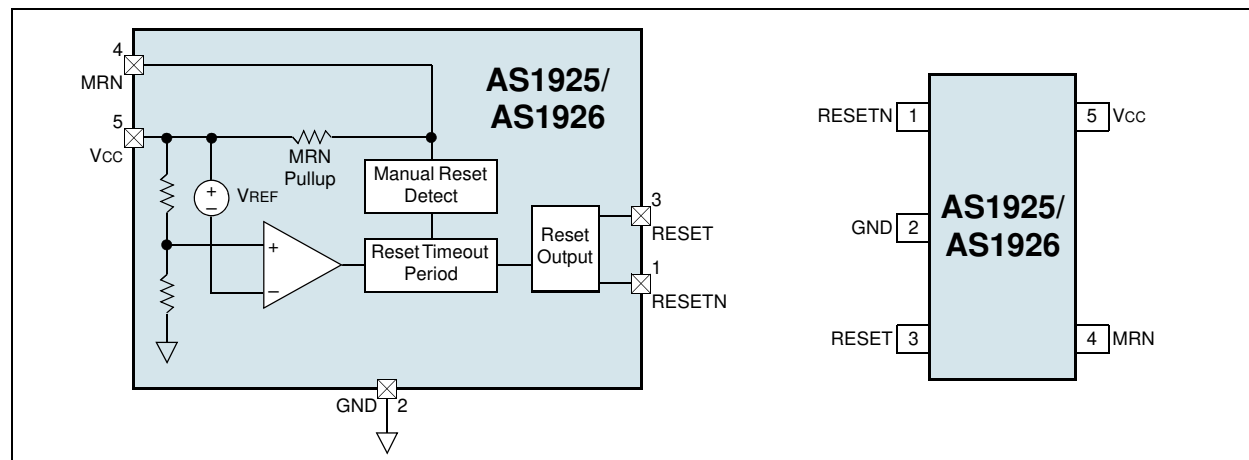 4
MRN
5
VCC
MRN
Pullup
VREF
+
–
+
–
AS1925/
AS1926
Manual Reset
Detect
Reset Timeout
Period
Reset
Output
3
RESET
1
RESETN
GND 2
RESETN 1
GND 2
RESET 3
5 VCC
4 MRN
AS1925/
AS1926